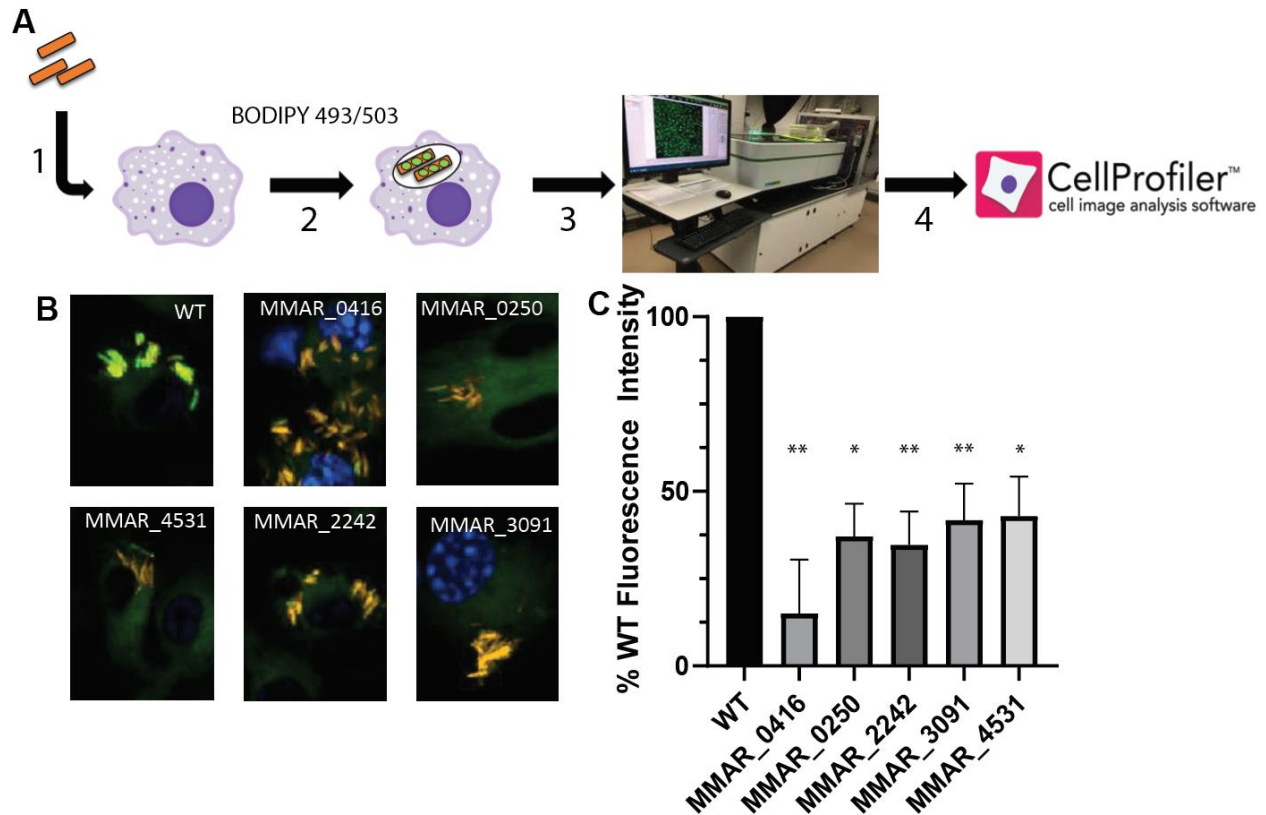 A
BODIPY 493/503
1
2
3
4
CellProfiler™
cell image analysis software
B
WT
MMAR_0416
MMAR_0250
MMAR_4531
MMAR_2242
MMAR_3091
C
% WT Fluorescence Intensity
100
50
0
** * ** ** *
WT
MMAR_0416
MMAR_0250
MMAR_2242
MMAR_3091
MMAR_4531